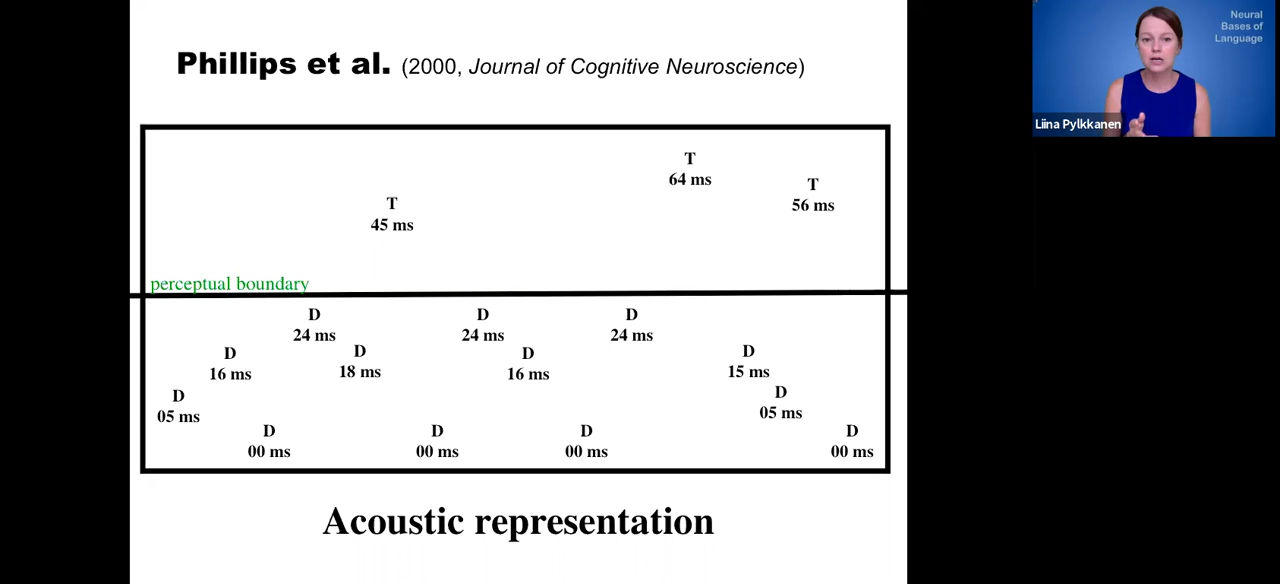 Phillips et al. (2000, Journal of Cognitive Neuroscience)
Neural
Bases of
Language
Liina Pylkkanen
T
64 ms
T
56 ms
T
45 ms
perceptual boundary
D
24 ms
D
24 ms
D
24 ms
D
16 ms
D
18 ms
D
16 ms
D
15 ms
D
05 ms
D
05 ms
D
00 ms
D
00 ms
D
00 ms
D
00 ms
Acoustic representation